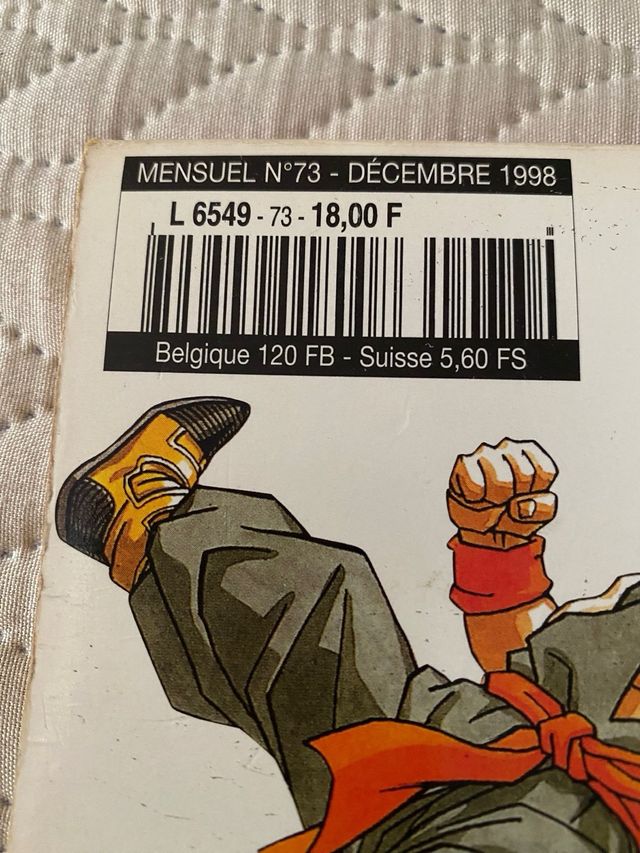 MENSUEL N°73 - DÉCEMBRE 1998
L 6549 - 73 - 18,00 F
Belgique 120 FB - Suisse 5,60 FS